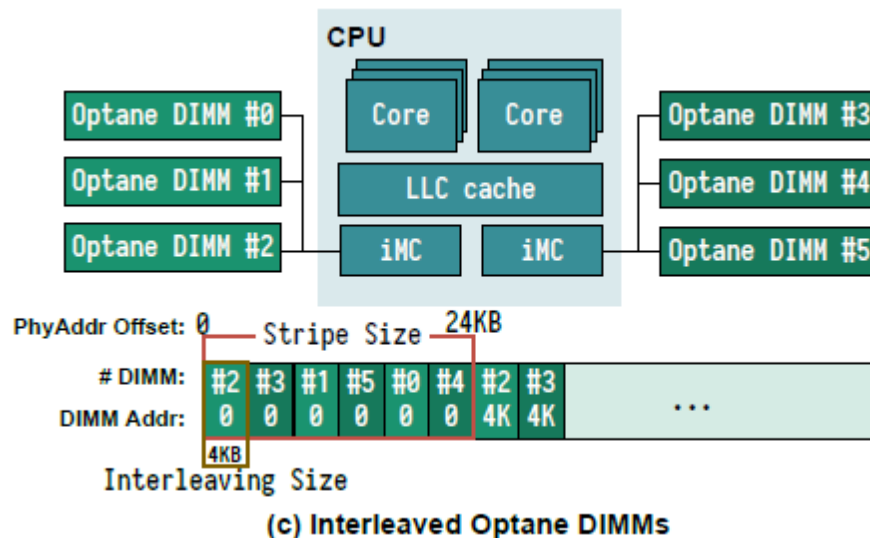 CPU
Optane DIMM #0
Core
Core
Optane DIMM #3
Optane DIMM #1
LLC cache
Optane DIMM #4
Optane DIMM #2
iMC
iMC
Optane DIMM #5
PhyAddr Offset: 0 Stripe Size 24KB
# DIMM: #2 #3 #1 #5 #0 #4 #2 #3
DIMM Addr: 0 0 0 0 0 0 4K 4K ...
4KB
Interleaving Size
(c) Interleaved Optane DIMMs